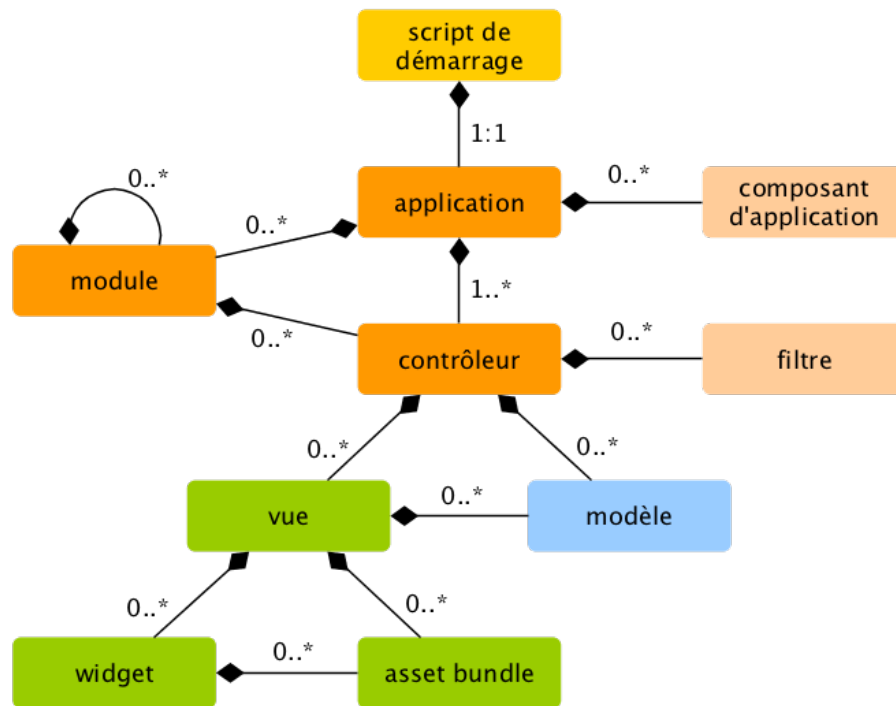 script de
démarrage
1:1
0..*
0..*
0..*
application
composant
d'application
module
1..*
0..*
0..*
contrôleur
filtre
0..*
0..*
0..*
vue
modèle
0..*
0..*
0..*
widget
asset bundle